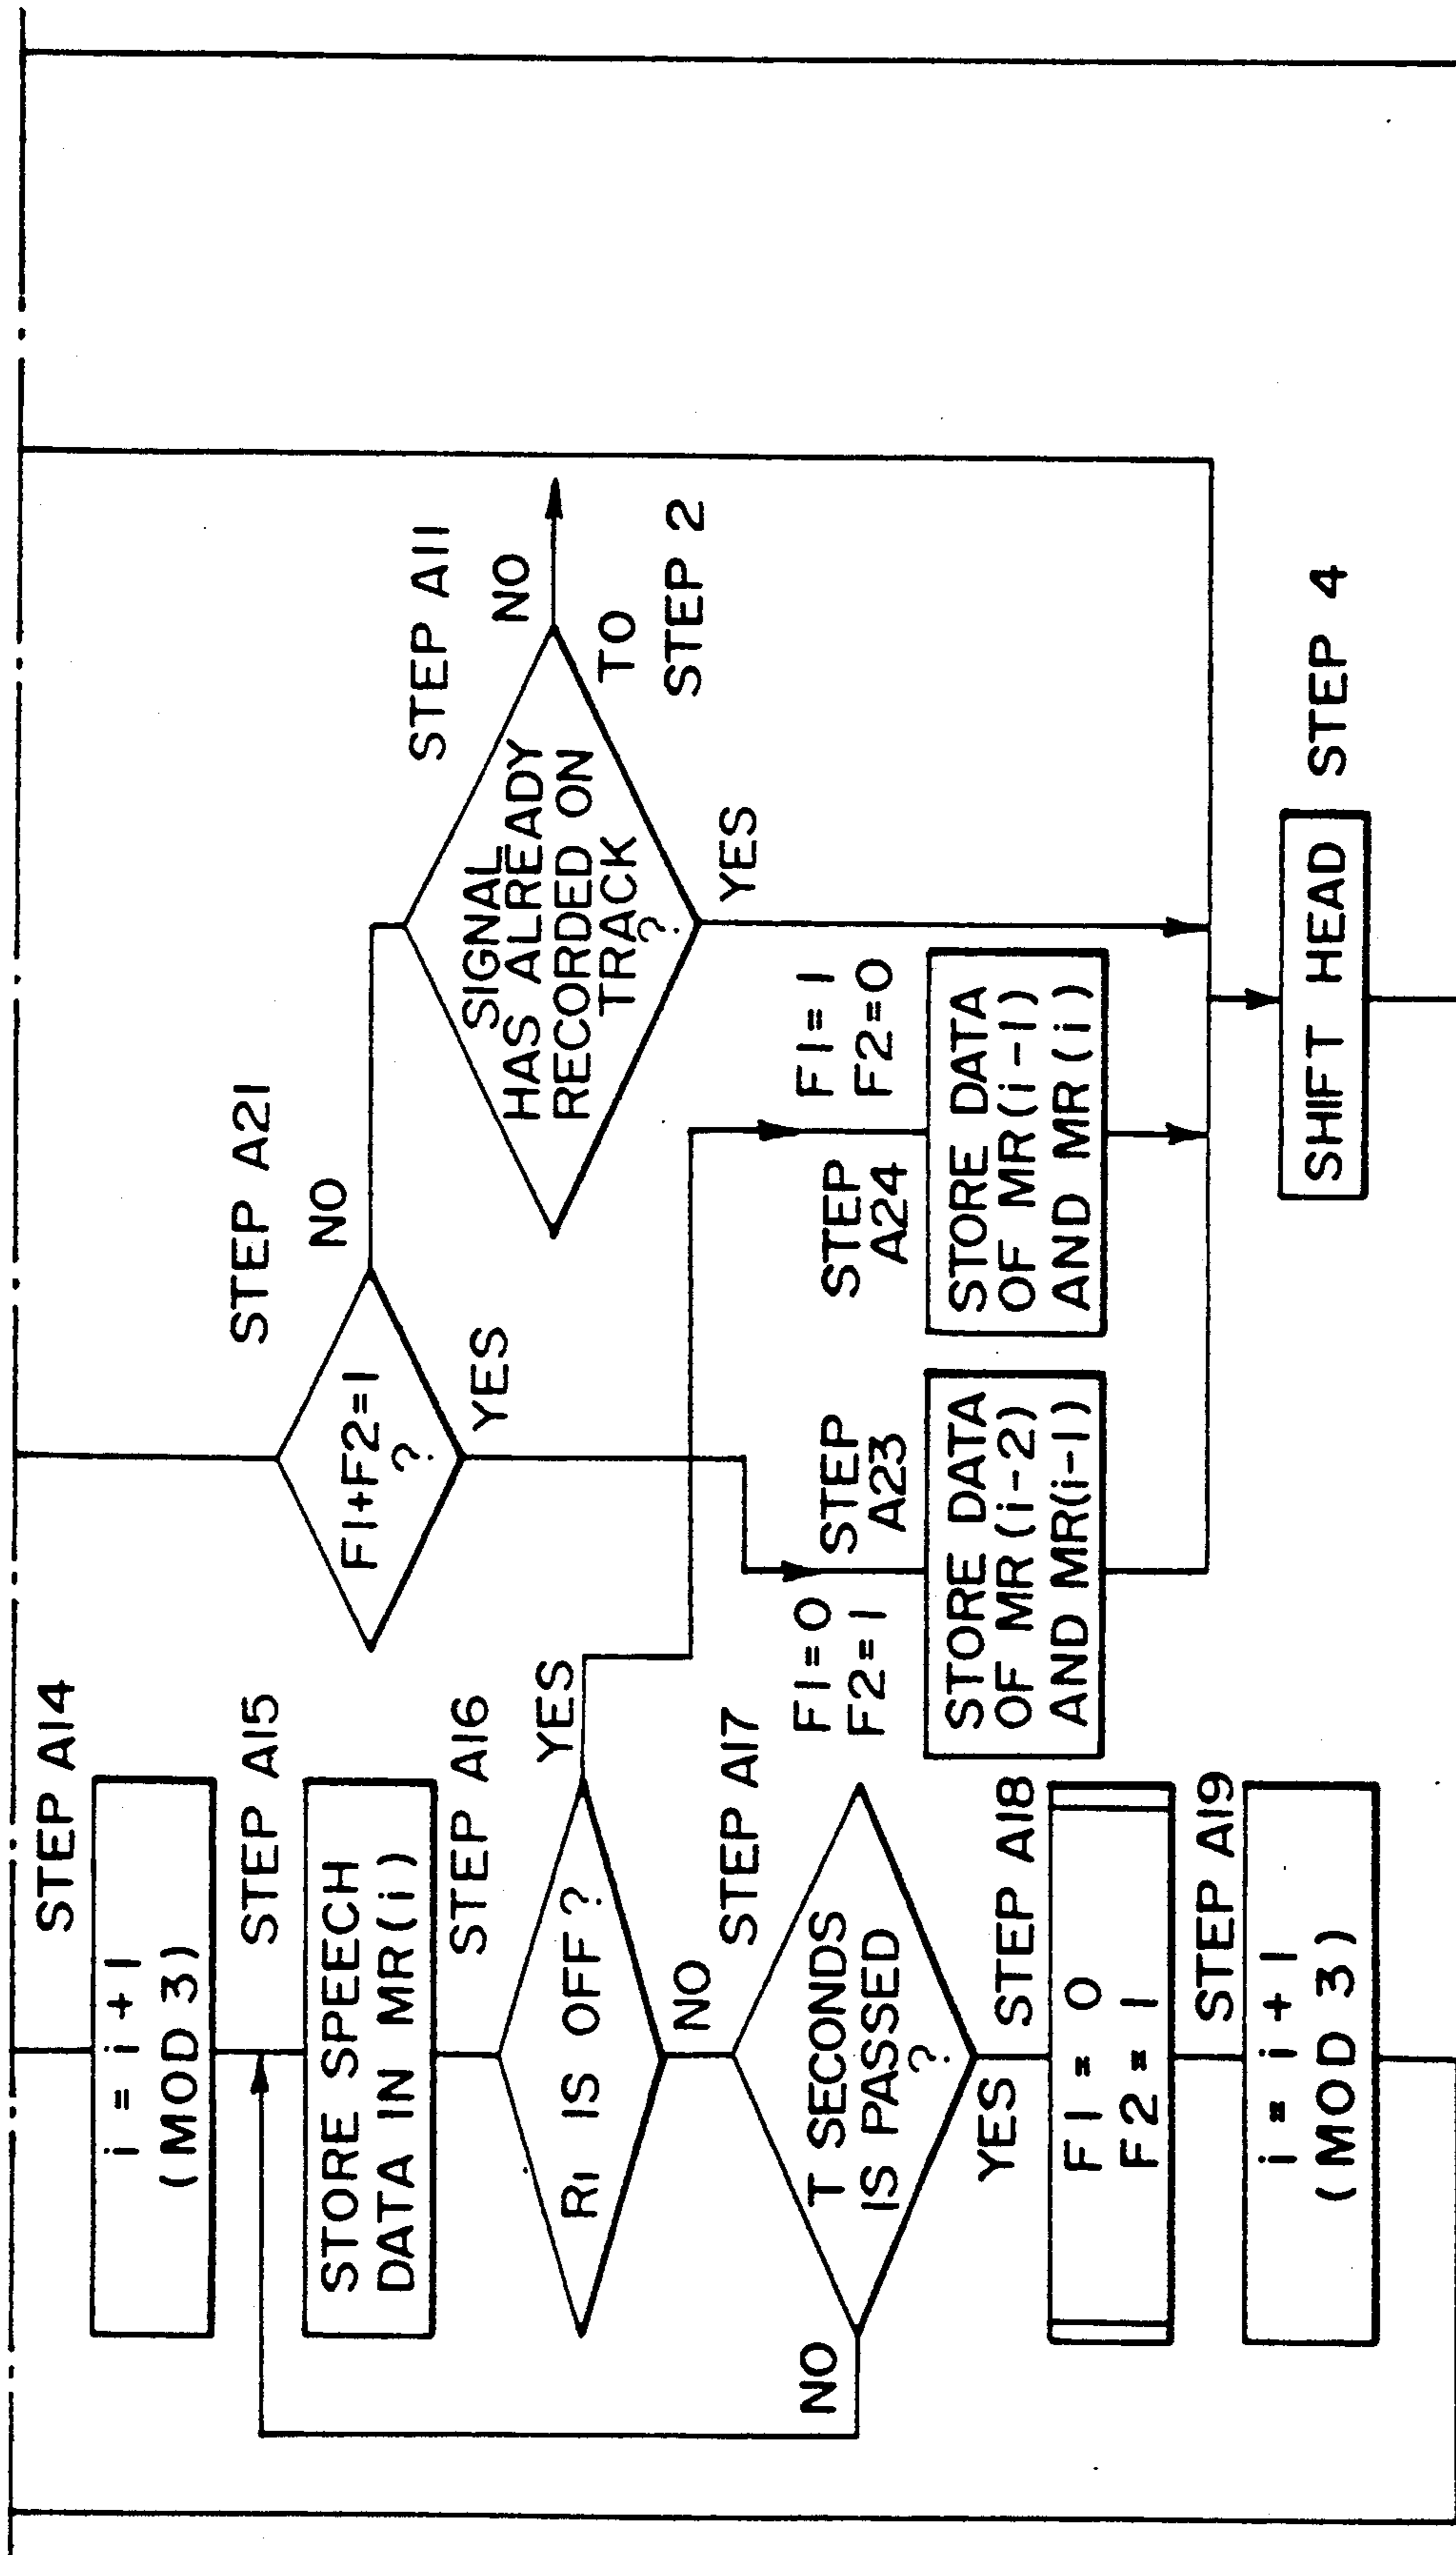 STEP A14
i = i + 1
(MOD 3)
STEP A15
STORE SPEECH
DATA IN MR(i)
STEP A16
R1 IS OFF?
YES
NO
STEP A17
T SECONDS
IS PASSED
?
NO
YES
STEP A18
F1 = 0
F2 = 1
STEP A19
i = i + 1
(MOD 3)
STEP A21
F1+F2=1
?
NO
YES
F1=0
F2=1
STEP
A23
STORE DATA
OF MR(i-2)
AND MR(i-1)
STEP
A24
F1=1
F2=0
STORE DATA
OF MR(i-1)
AND MR(i)
STEP A11
SIGNAL
HAS ALREADY
RECORDED ON
TRACK
?
NO
TO
STEP 2
YES
SHIFT HEAD
STEP 4